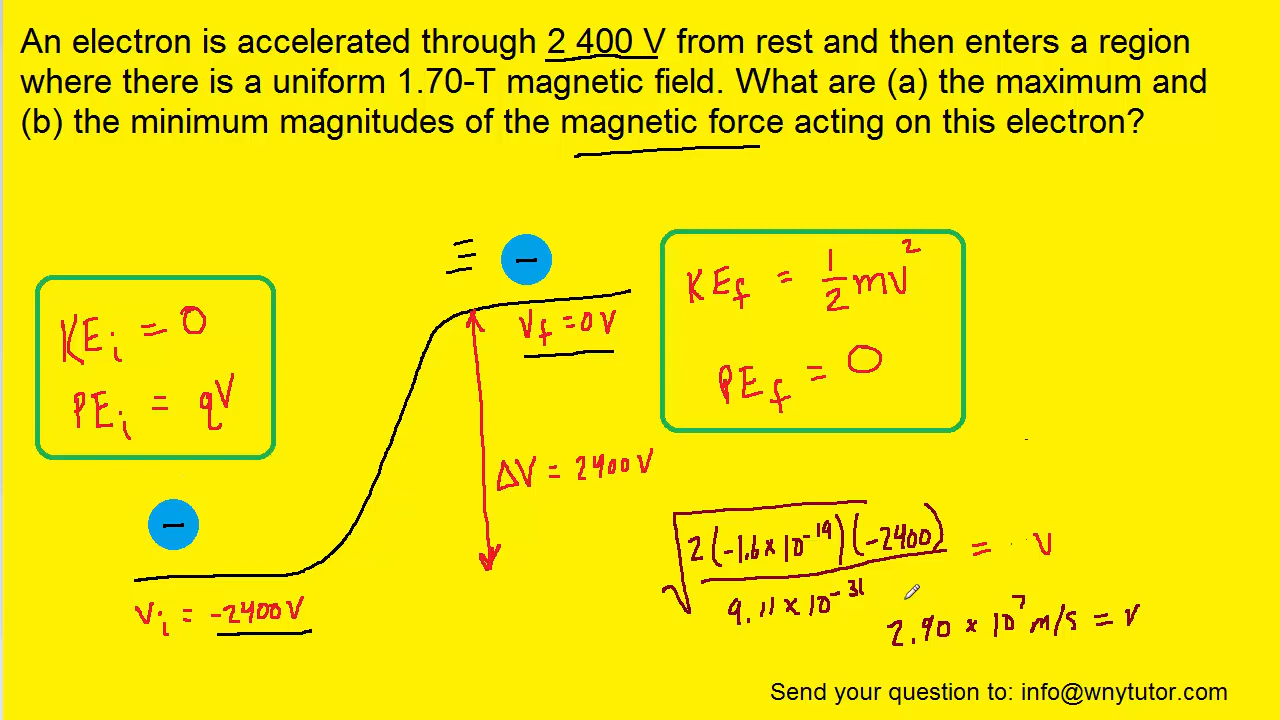 An electron is accelerated through 2 400 V from rest and then enters a region
where there is a uniform 1.70-T magnetic field. What are (a) the maximum and
(b) the minimum magnitudes of the magnetic force acting on this electron?
KEi = 0
PEi = qV
−
Vi = -2400 V
−
Vf = 0 V
ΔV = 2400 V
KEf = 1/2 mv²
PEf = 0
√(2(-1.6 x 10⁻¹⁹)(-2400) / 9.11 x 10⁻³¹) = V
2.90 x 10⁷ m/s = V
Send your question to: info@wnytutor.com